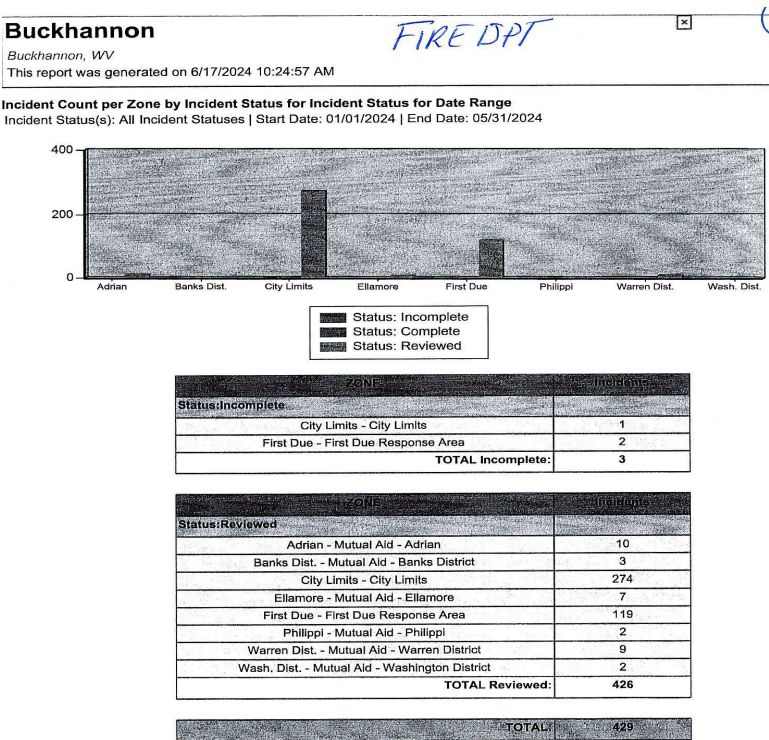 Buckhannon
FIRE DPT
Buckhannon, WV
This report was generated on 6/17/2024 10:24:57 AM
Incident Count per Zone by Incident Status for Incident Status for Date Range
Incident Status(s): All Incident Statuses | Start Date: 01/01/2024 | End Date: 05/31/2024
400
200
0
Adrian Banks Dist. City Limits Ellamore First Due Philippi Warren Dist. Wash. Dist.
Status: Incomplete
Status: Complete
Status: Reviewed
ZONE Incidents
Status:Incomplete
City Limits - City Limits 1
First Due - First Due Response Area 2
TOTAL Incomplete: 3
ZONE Incidents
Status:Reviewed
Adrian - Mutual Aid - Adrian 10
Banks Dist. - Mutual Aid - Banks District 3
City Limits - City Limits 274
Ellamore - Mutual Aid - Ellamore 7
First Due - First Due Response Area 119
Philippi - Mutual Aid - Philippi 2
Warren Dist. - Mutual Aid - Warren District 9
Wash. Dist. - Mutual Aid - Washington District 2
TOTAL Reviewed: 426
TOTAL: 429